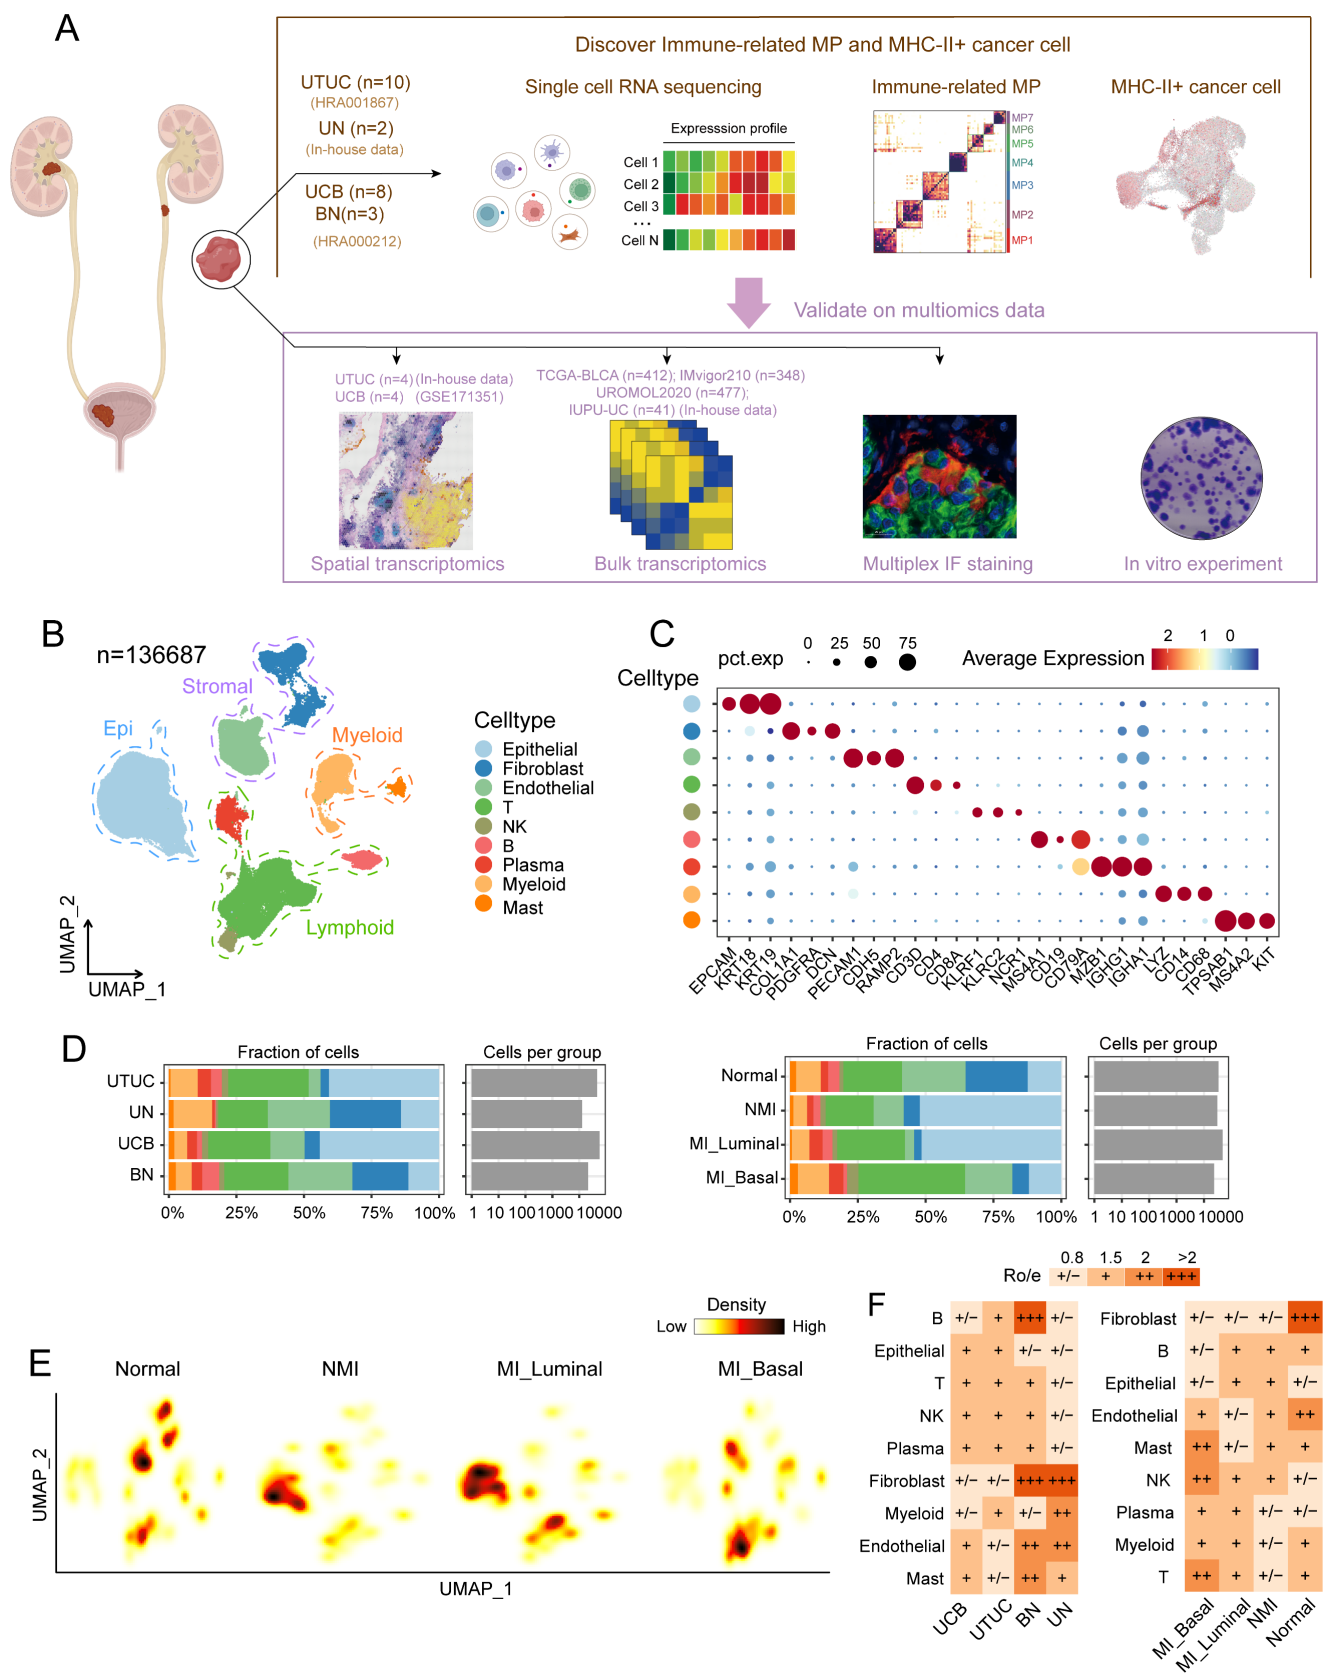 A
Discover Immune-related MP and MHC-II+ cancer cell
UTUC (n=10)
(HRA001867)
UN (n=2)
(In-house data)
UCB (n=8)
BN(n=3)
(HRA000212)
Single cell RNA sequencing
Expresssion profile
Cell 1
Cell 2
Cell 3
...
Cell N
Immune-related MP
MP7
MP6
MP5
MP4
MP3
MP2
MP1
MHC-II+ cancer cell
Validate on multiomics data
UTUC (n=4) (In-house data)
UCB (n=4) (GSE171351)
TCGA-BLCA (n=412); IMvigor210 (n=348)
UROMOL2020 (n=477);
IUPU-UC (n=41) (In-house data)
Spatial transcriptomics
Bulk transcriptomics
Multiplex IF staining
In vitro experiment
B
n=136687
Stromal
Epi
Myeloid
Lymphoid
UMAP_2
UMAP_1
Celltype
Epithelial
Fibroblast
Endothelial
T
NK
B
Plasma
Myeloid
Mast
C
pct.exp
0 25 50 75
Average Expression
2 1 0
Celltype
EPCAM
KRT18
KRT19
COL1A1
PDGFRA
DCN
PECAM1
CDH5
RAMP2
CD3D
CD4
CD8A
KLRF1
KLRC2
NCR1
MS4A1
CD19
CD79A
MZB1
IGHG1
IGHA1
LYZ
CD14
CD68
TPSAB1
MS4A2
KIT
D
Fraction of cells
Cells per group
UTUC
UN
UCB
BN
0% 25% 50% 75% 100%
1 10 100 1000 10000
Fraction of cells
Cells per group
Normal
NMI
MI_Luminal
MI_Basal
0% 25% 50% 75% 100%
1 10 100 1000 10000
E
Density
Low High
Normal NMI MI_Luminal MI_Basal
UMAP_2
UMAP_1
F
0.8 1.5 2 >2
Ro/e +/− + ++ +++
B +/− + +++ +/−
Epithelial + + +/− +/−
T + + + +/−
NK + + + +/−
Plasma + + + +/−
Fibroblast +/− +/− +++ +++
Myeloid +/− + +/− ++
Endothelial + +/− ++ ++
Mast + +/− ++ +
UCB UTUC BN UN
Fibroblast +/− +/− +/− +++
B +/− + + +
Epithelial +/− + + +/−
Endothelial + +/− + ++
Mast ++ +/− + +
NK ++ + + +/−
Plasma + + +/− +/−
Myeloid + + +/− +
T ++ + +/− +
MI_Basal MI_Luminal NMI Normal